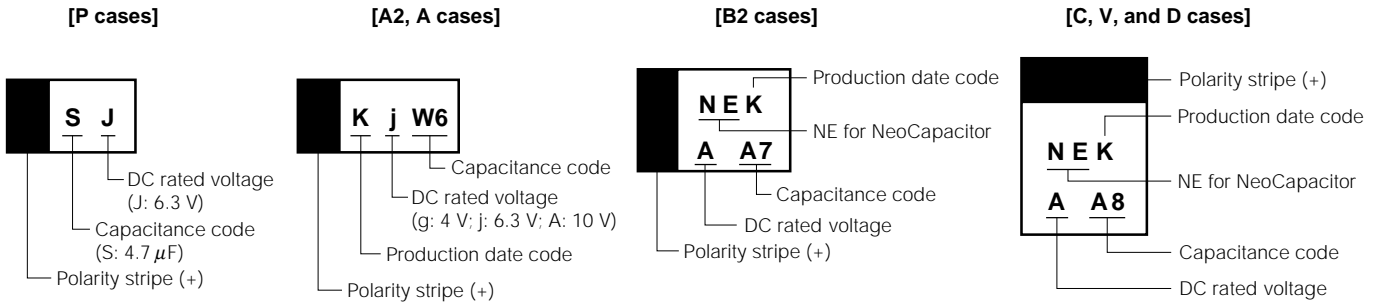 [P cases]
S J
DC rated voltage
(J: 6.3 V)
Capacitance code
(S: 4.7 μF)
Polarity stripe (+)
[A2, A cases]
K j W6
Capacitance code
DC rated voltage
(g: 4 V; j: 6.3 V; A: 10 V)
Production date code
Polarity stripe (+)
[B2 cases]
Production date code
NEK
NE for NeoCapacitor
A A7
Capacitance code
DC rated voltage
Polarity stripe (+)
[C, V, and D cases]
Polarity stripe (+)
Production date code
NEK
NE for NeoCapacitor
A A8
Capacitance code
DC rated voltage